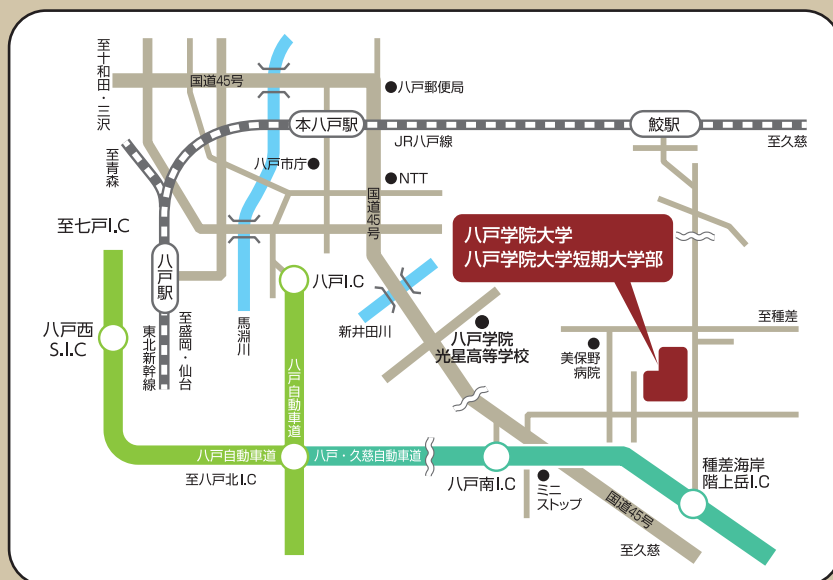 至十和田・三沢
国道45号
八戸郵便局
本八戸駅
鮫駅
JR八戸線
至久慈
至青森
八戸市庁
NTT
国道45号
至七戸I.C
八戸学院大学
八戸学院大学短期大学部
八戸駅
八戸I.C
八戸西
S.I.C
東北新幹線
至盛岡・仙台
馬淵川
新井田川
八戸学院
光星高等学校
至種差
美保野
病院
八戸自動車道
八戸自動車道
八戸・久慈自動車道
至八戸北I.C
八戸南I.C
ミニ
ストップ
種差海岸
階上岳I.C
国道45号
至久慈